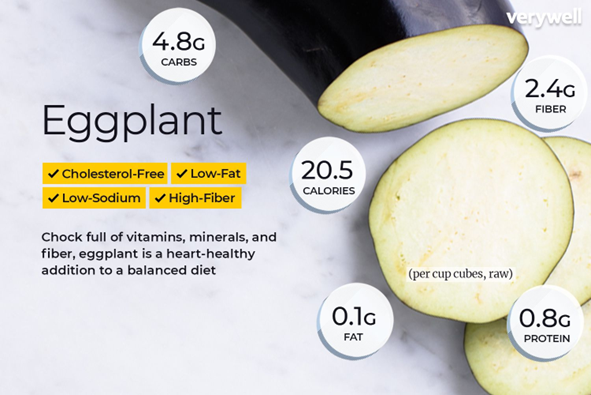 verywell
4.8G
CARBS
2.4G
FIBER
Eggplant
20.5
CALORIES
✓ Cholesterol-Free ✓ Low-Fat
✓ Low-Sodium ✓ High-Fiber
Chock full of vitamins, minerals, and
fiber, eggplant is a heart-healthy
addition to a balanced diet
(per cup cubes, raw)
0.1G
FAT
0.8G
PROTEIN